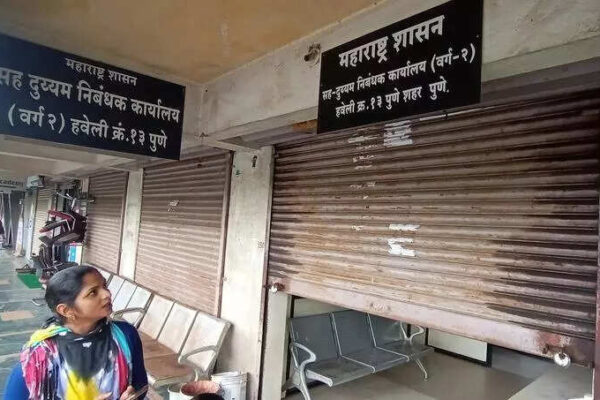 महाराष्ट्र शासन
सह दुय्यम निबंधक कार्यालय
(वर्ग २) हवेली क्रं.१३ पुणे
महाराष्ट्र शासन
सह-दुय्यम निबंधक कार्यालय (वर्ग-२)
हवेली क्र.१३ पुणे शहर पुणे.